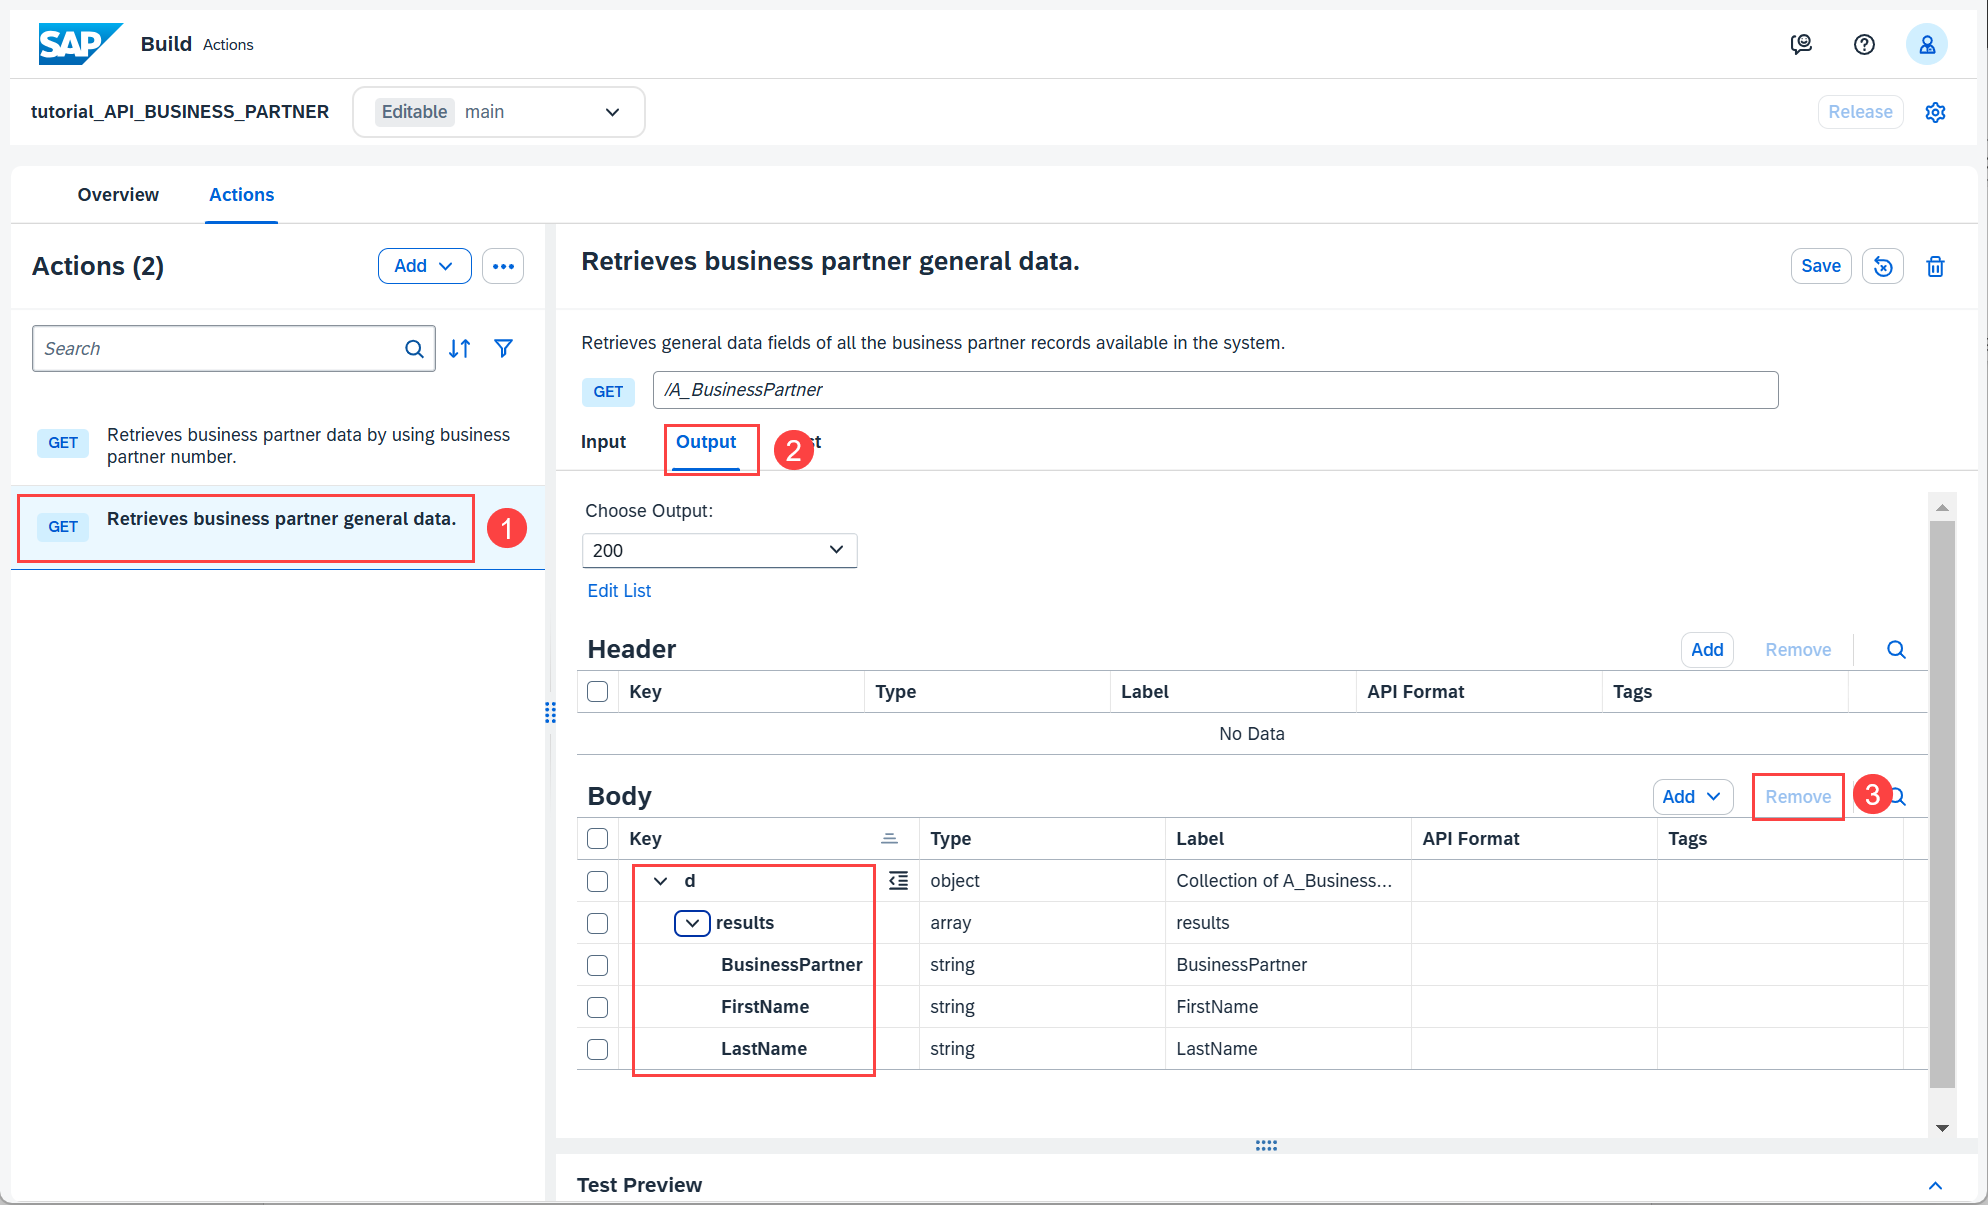 SAP Build Actions
tutorial_API_BUSINESS_PARTNER Editable main Release
Overview Actions
Actions (2) Add
Retrieves business partner general data. Save
Search
Retrieves general data fields of all the business partner records available in the system.
GET /A_BusinessPartner
GET Retrieves business partner data by using business
partner number.
Input Output 2 st
GET Retrieves business partner general data. 1
Choose Output:
200
Edit List
Header Add Remove
Key Type Label API Format Tags
No Data
Body Add Remove 3
Key Type Label API Format Tags
d object Collection of A_Business...
results array results
BusinessPartner string BusinessPartner
FirstName string FirstName
LastName string LastName
Test Preview